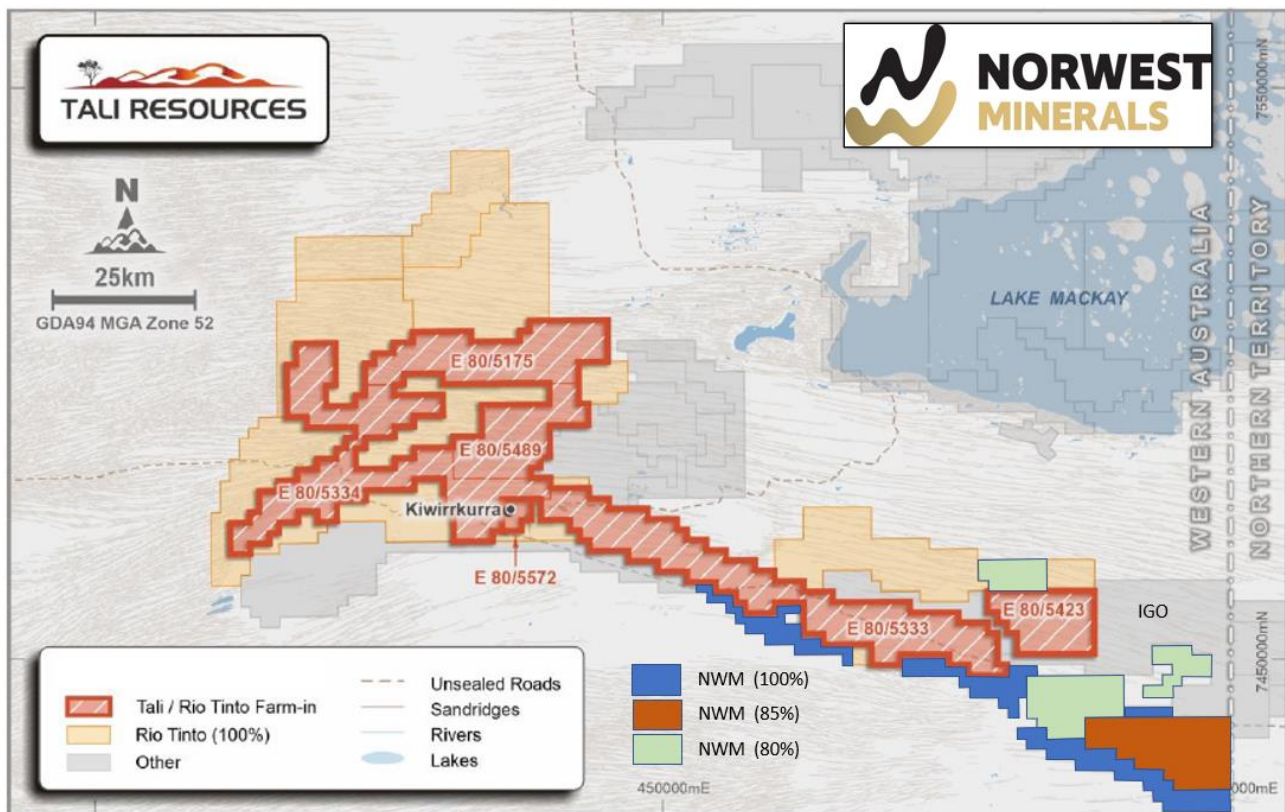 TALI RESOURCES
NORWEST
MINERALS
7550000mN
N
25km
GDA94 MGA Zone 52
LAKE MACKAY
WESTERN AUSTRALIA
NORTHERN TERRITORY
E 80/5175
E 80/5489
E 80/5334
Kiwirrkurra
E 80/5572
E 80/5423
IGO
E 80/5333
7450000mN
Tali / Rio Tinto Farm-in
Rio Tinto (100%)
Other
Unsealed Roads
Sandridges
Rivers
Lakes
NWM (100%)
NWM (85%)
NWM (80%)
450000mE
000mE